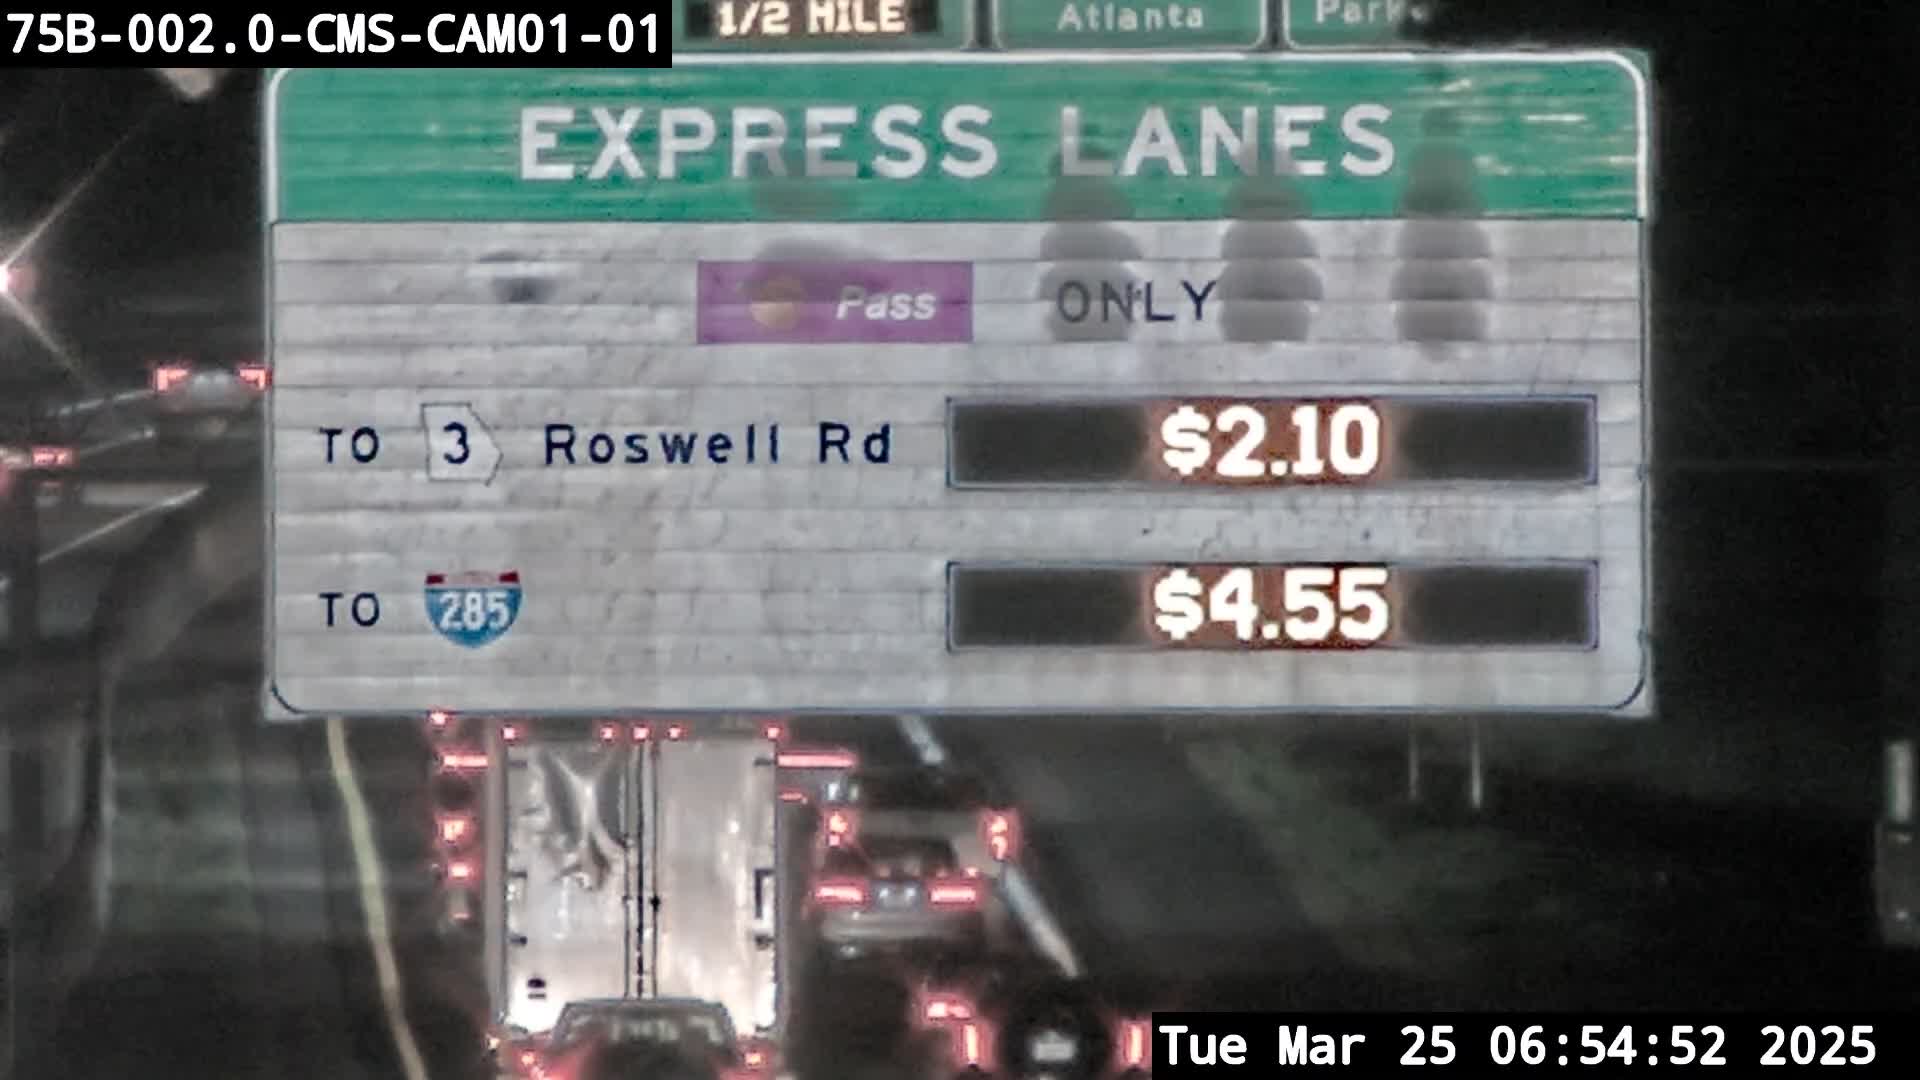 75B-002.0-CMS-CAM01-01
1/2 MILE
Atlanta
EXPRESS LANES
Pass ONLY
TO 3 Roswell Rd $2.10
TO 285 $4.55
Tue Mar 25 06:54:52 2025